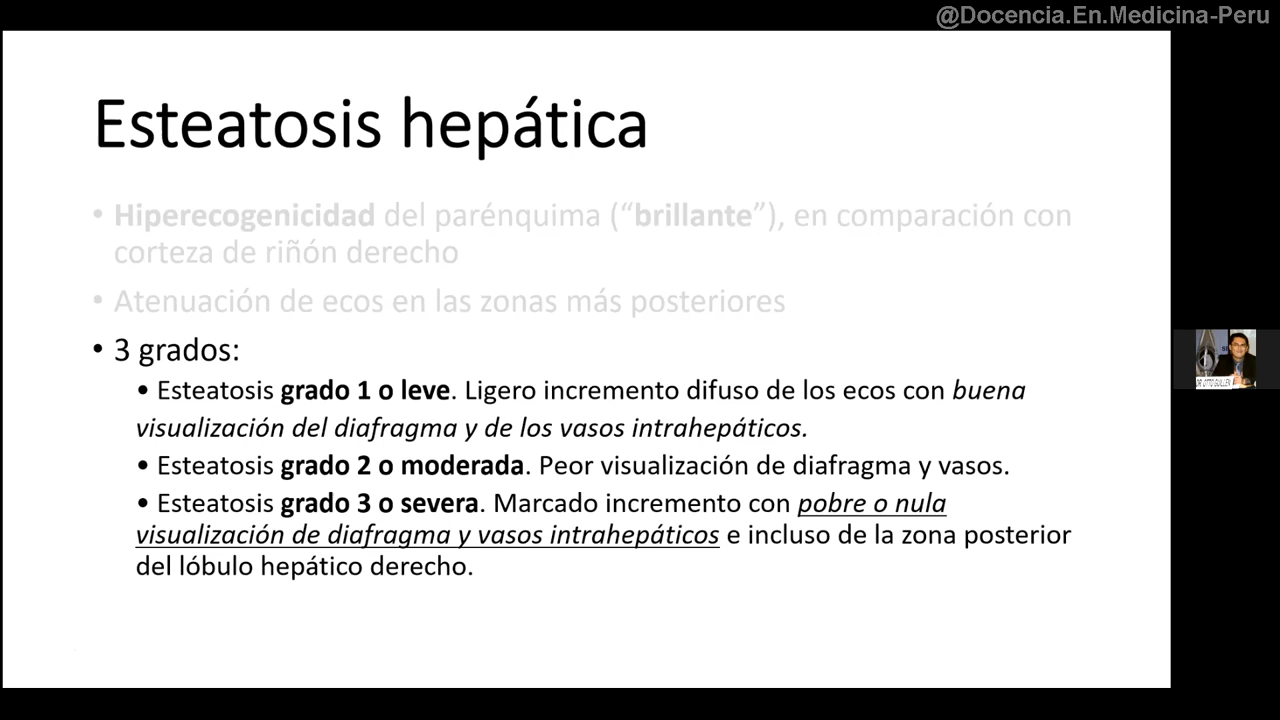 @Docencia.En.Medicina-Peru
Esteatosis hepática
• Hiperecogenicidad del parénquima (“brillante”), en comparación con
corteza de riñón derecho
• Atenuación de ecos en las zonas más posteriores
• 3 grados:
• Esteatosis grado 1 o leve. Ligero incremento difuso de los ecos con buena
visualización del diafragma y de los vasos intrahepáticos.
• Esteatosis grado 2 o moderada. Peor visualización de diafragma y vasos.
• Esteatosis grado 3 o severa. Marcado incremento con pobre o nula
visualización de diafragma y vasos intrahepáticos e incluso de la zona posterior
del lóbulo hepático derecho.
DR. OTTO GUILLEN